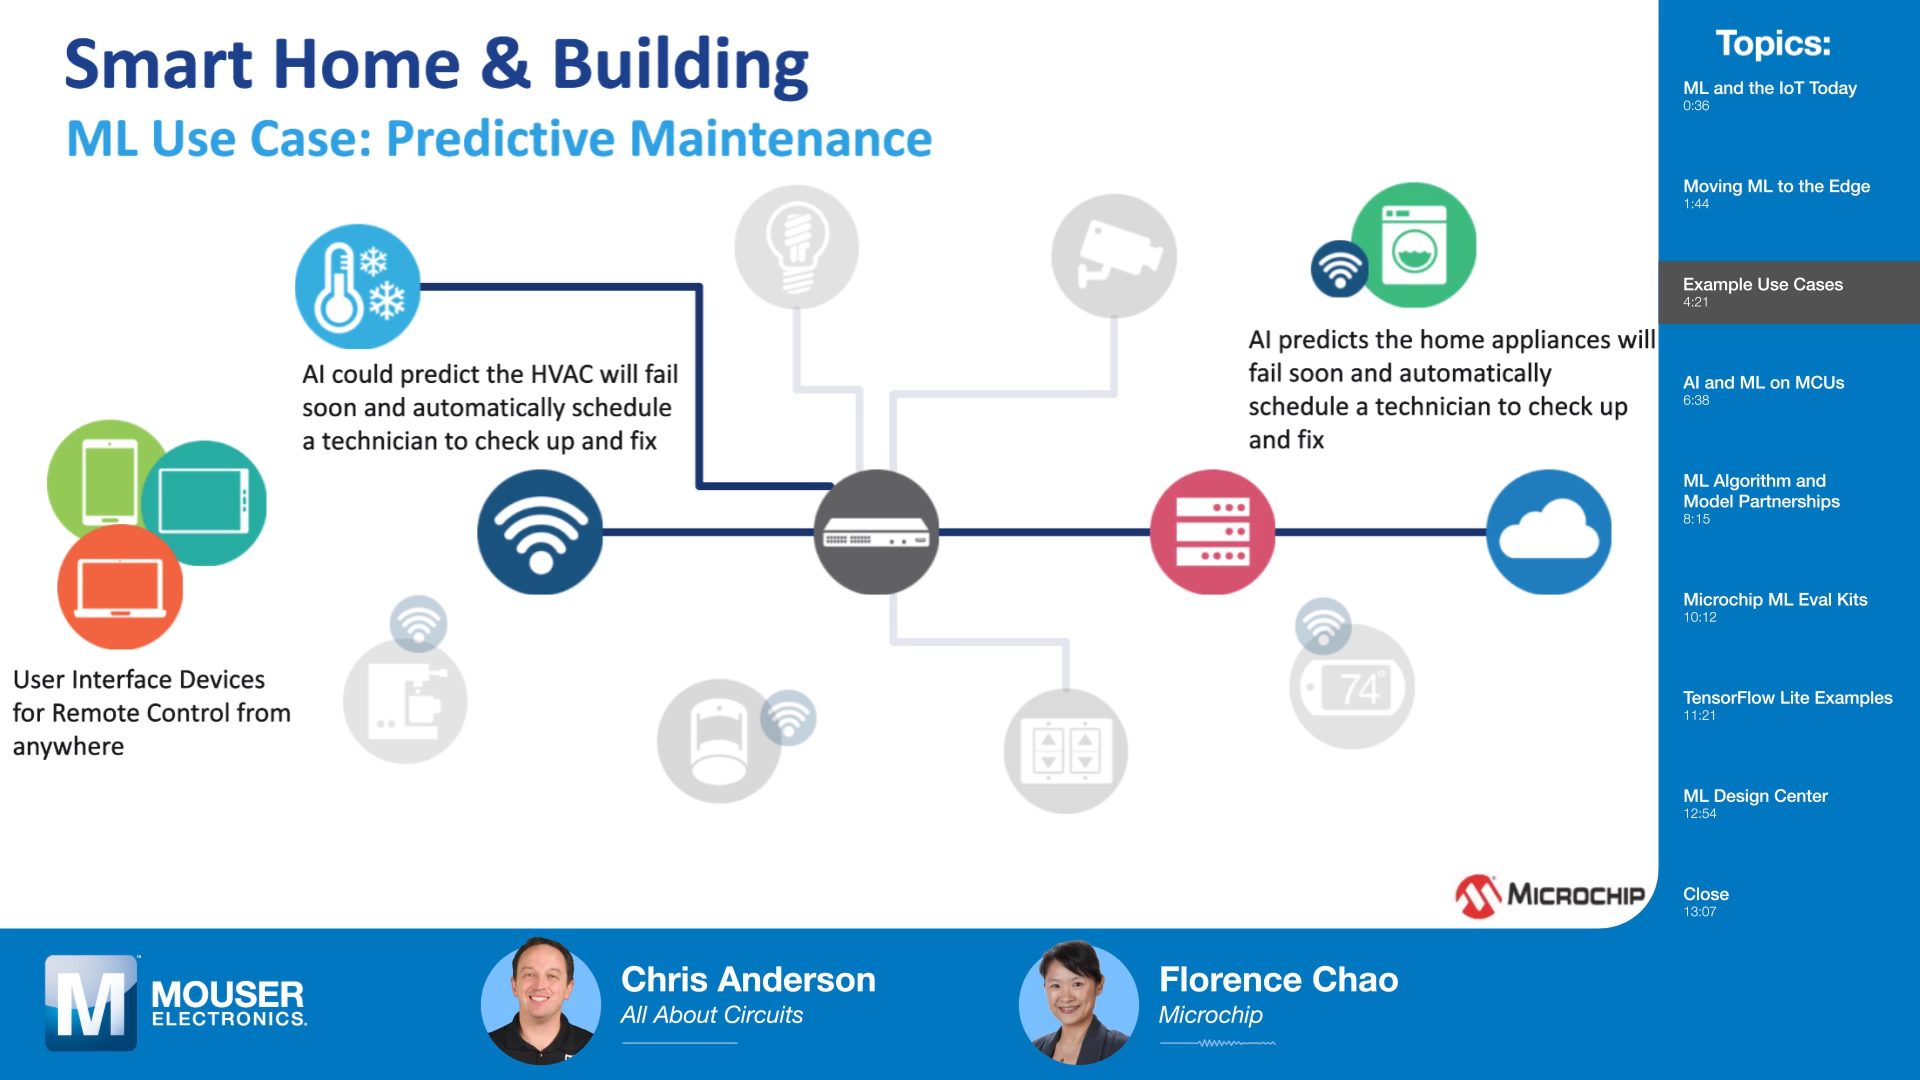 Smart Home & Building
ML Use Case: Predictive Maintenance
AI could predict the HVAC will fail
soon and automatically schedule
a technician to check up and fix
AI predicts the home appliances will
fail soon and automatically
schedule a technician to check up
and fix
User Interface Devices
for Remote Control from
anywhere
74°
MICROCHIP
Topics:
ML and the IoT Today
0:36
Moving ML to the Edge
1:44
Example Use Cases
4:21
AI and ML on MCUs
6:38
ML Algorithm and
Model Partnerships
8:15
Microchip ML Eval Kits
10:12
TensorFlow Lite Examples
11:21
ML Design Center
12:54
Close
13:07
M
MOUSER
ELECTRONICS.
Chris Anderson
All About Circuits
Florence Chao
Microchip